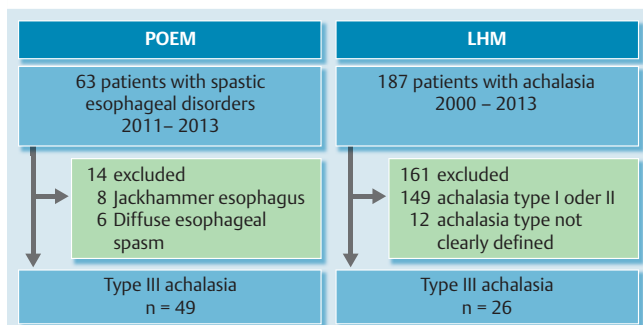 POEM
63 patients with spastic
esophageal disorders
2011– 2013
14 excluded
8 Jackhammer esophagus
6 Diffuse esophageal
spasm
Type III achalasia
n = 49
LHM
187 patients with achalasia
2000 – 2013
161 excluded
149 achalasia type I oder II
12 achalasia type not
clearly defined
Type III achalasia
n = 26